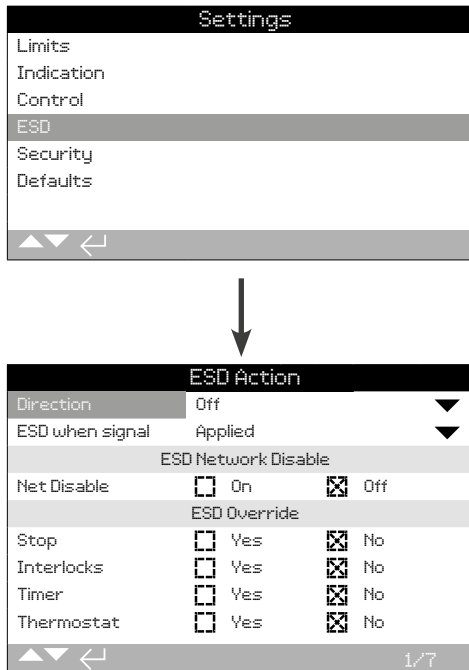 Settings
Limits
Indication
Control
ESD
Security
Defaults
ESD Action
Direction Off
ESD when signal Applied
ESD Network Disable
Net Disable On Off
ESD Override
Stop Yes No
Interlocks Yes No
Timer Yes No
Thermostat Yes No
1/7